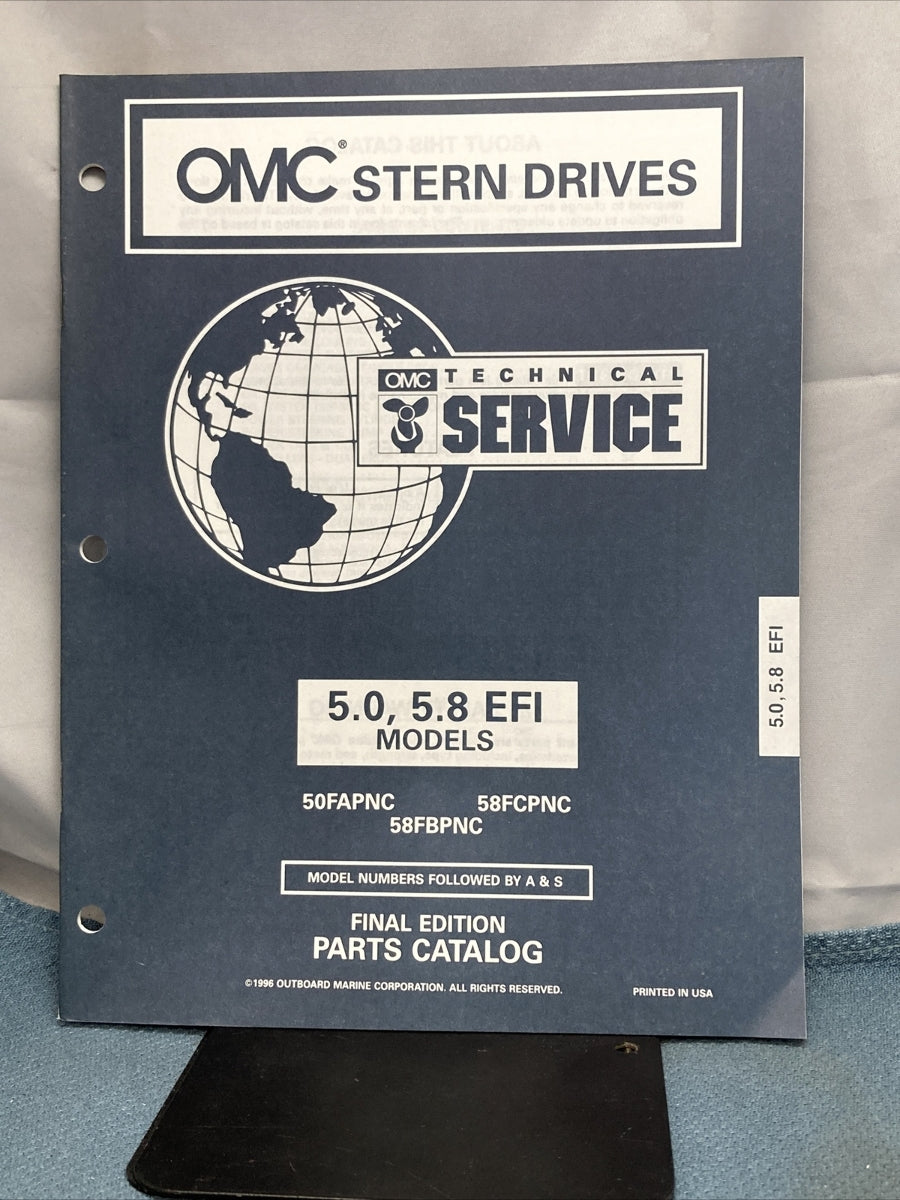 OMC® STERN DRIVES
OMC TECHNICAL
SERVICE
5.0, 5.8 EFI
5.0, 5.8 EFI
MODELS
50FAPNC 58FCPNC
58FBPNC
MODEL NUMBERS FOLLOWED BY A & S
FINAL EDITION
PARTS CATALOG
©1996 OUTBOARD MARINE CORPORATION. ALL RIGHTS RESERVED.
PRINTED IN USA